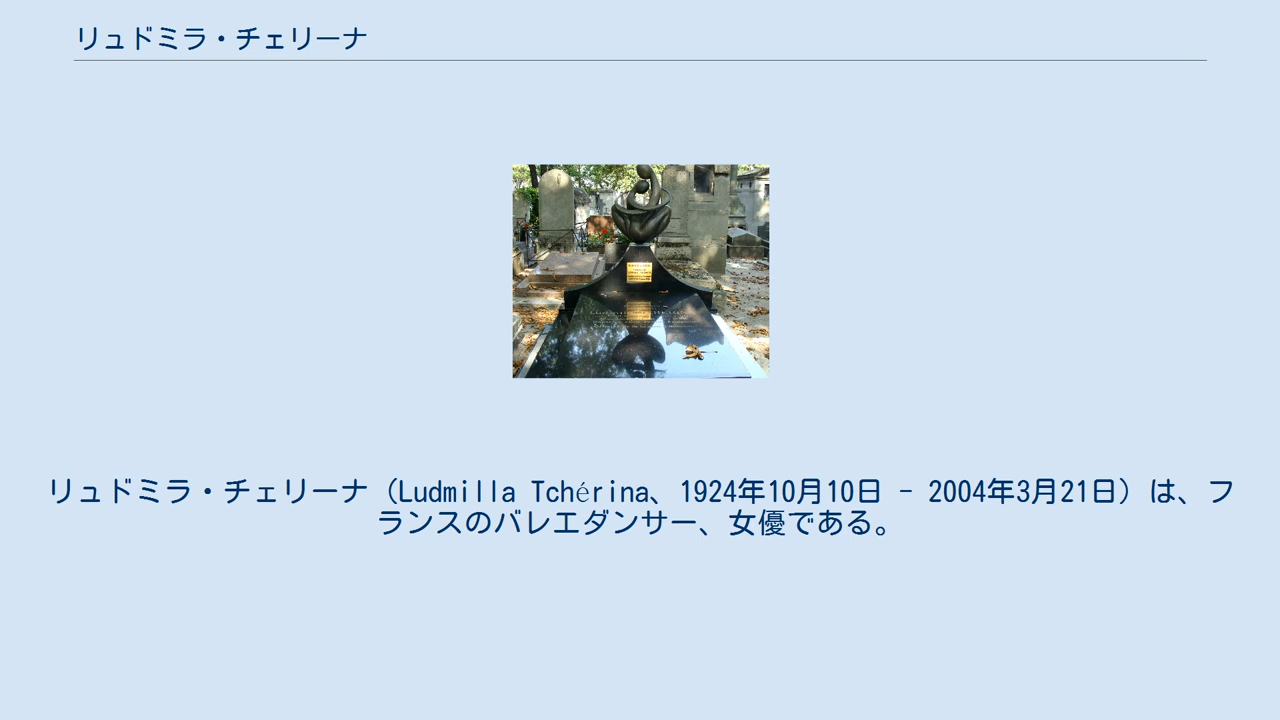 リュドミラ・チェリーナ
リュドミラ・チェリーナ（Ludmilla Tchérina、1924年10月10日 - 2004年3月21日）は、フ
ランスのバレエダンサー、女優である。